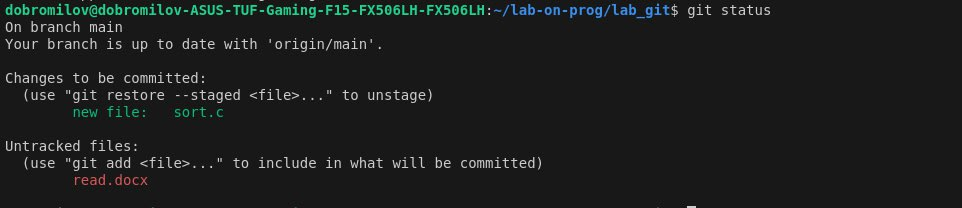 dobromilov@dobromilov-ASUS-TUF-Gaming-F15-FX506LH-FX506LH:~/lab-on-prog/lab_git$ git status
On branch main
Your branch is up to date with 'origin/main'.
Changes to be committed:
(use "git restore --staged <file>..." to unstage)
new file:   sort.c
Untracked files:
(use "git add <file>..." to include in what will be committed)
read.docx